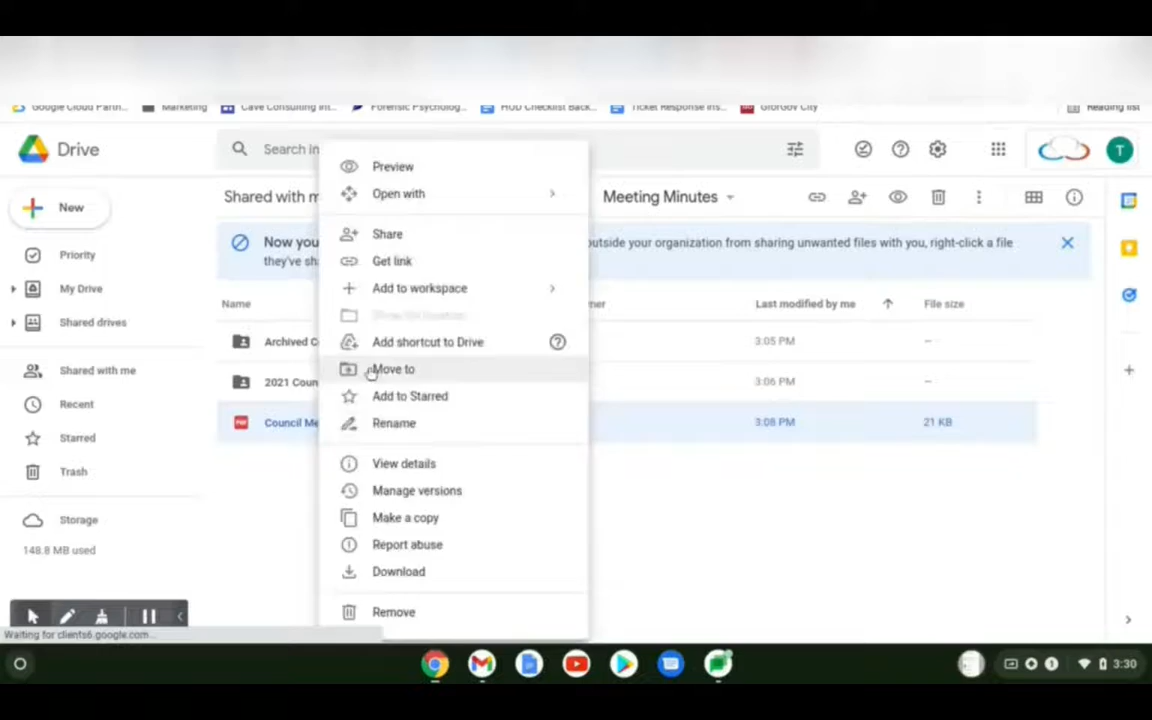 Google Cloud Partn... Marketing Cave Consulting Int... Forensic Psycholog... HUD Checklist Back... Ticket Response Ins... GforGov City Reading list
Drive Search in T
New Shared with m Meeting Minutes
Now you outside your organization from sharing unwanted files with you, right-click a file
they've sha
Name ner Last modified by me File size
Archived C 3:05 PM –
2021 Coun 3:06 PM –
Council Me 3:08 PM 21 KB
Priority
My Drive
Shared drives
Shared with me
Recent
Starred
Trash
Storage
148.8 MB used
Preview
Open with
Share
Get link
Add to workspace
Add shortcut to Drive
Move to
Add to Starred
Rename
View details
Manage versions
Make a copy
Report abuse
Download
Remove
Waiting for clients6.google.com...
3:30